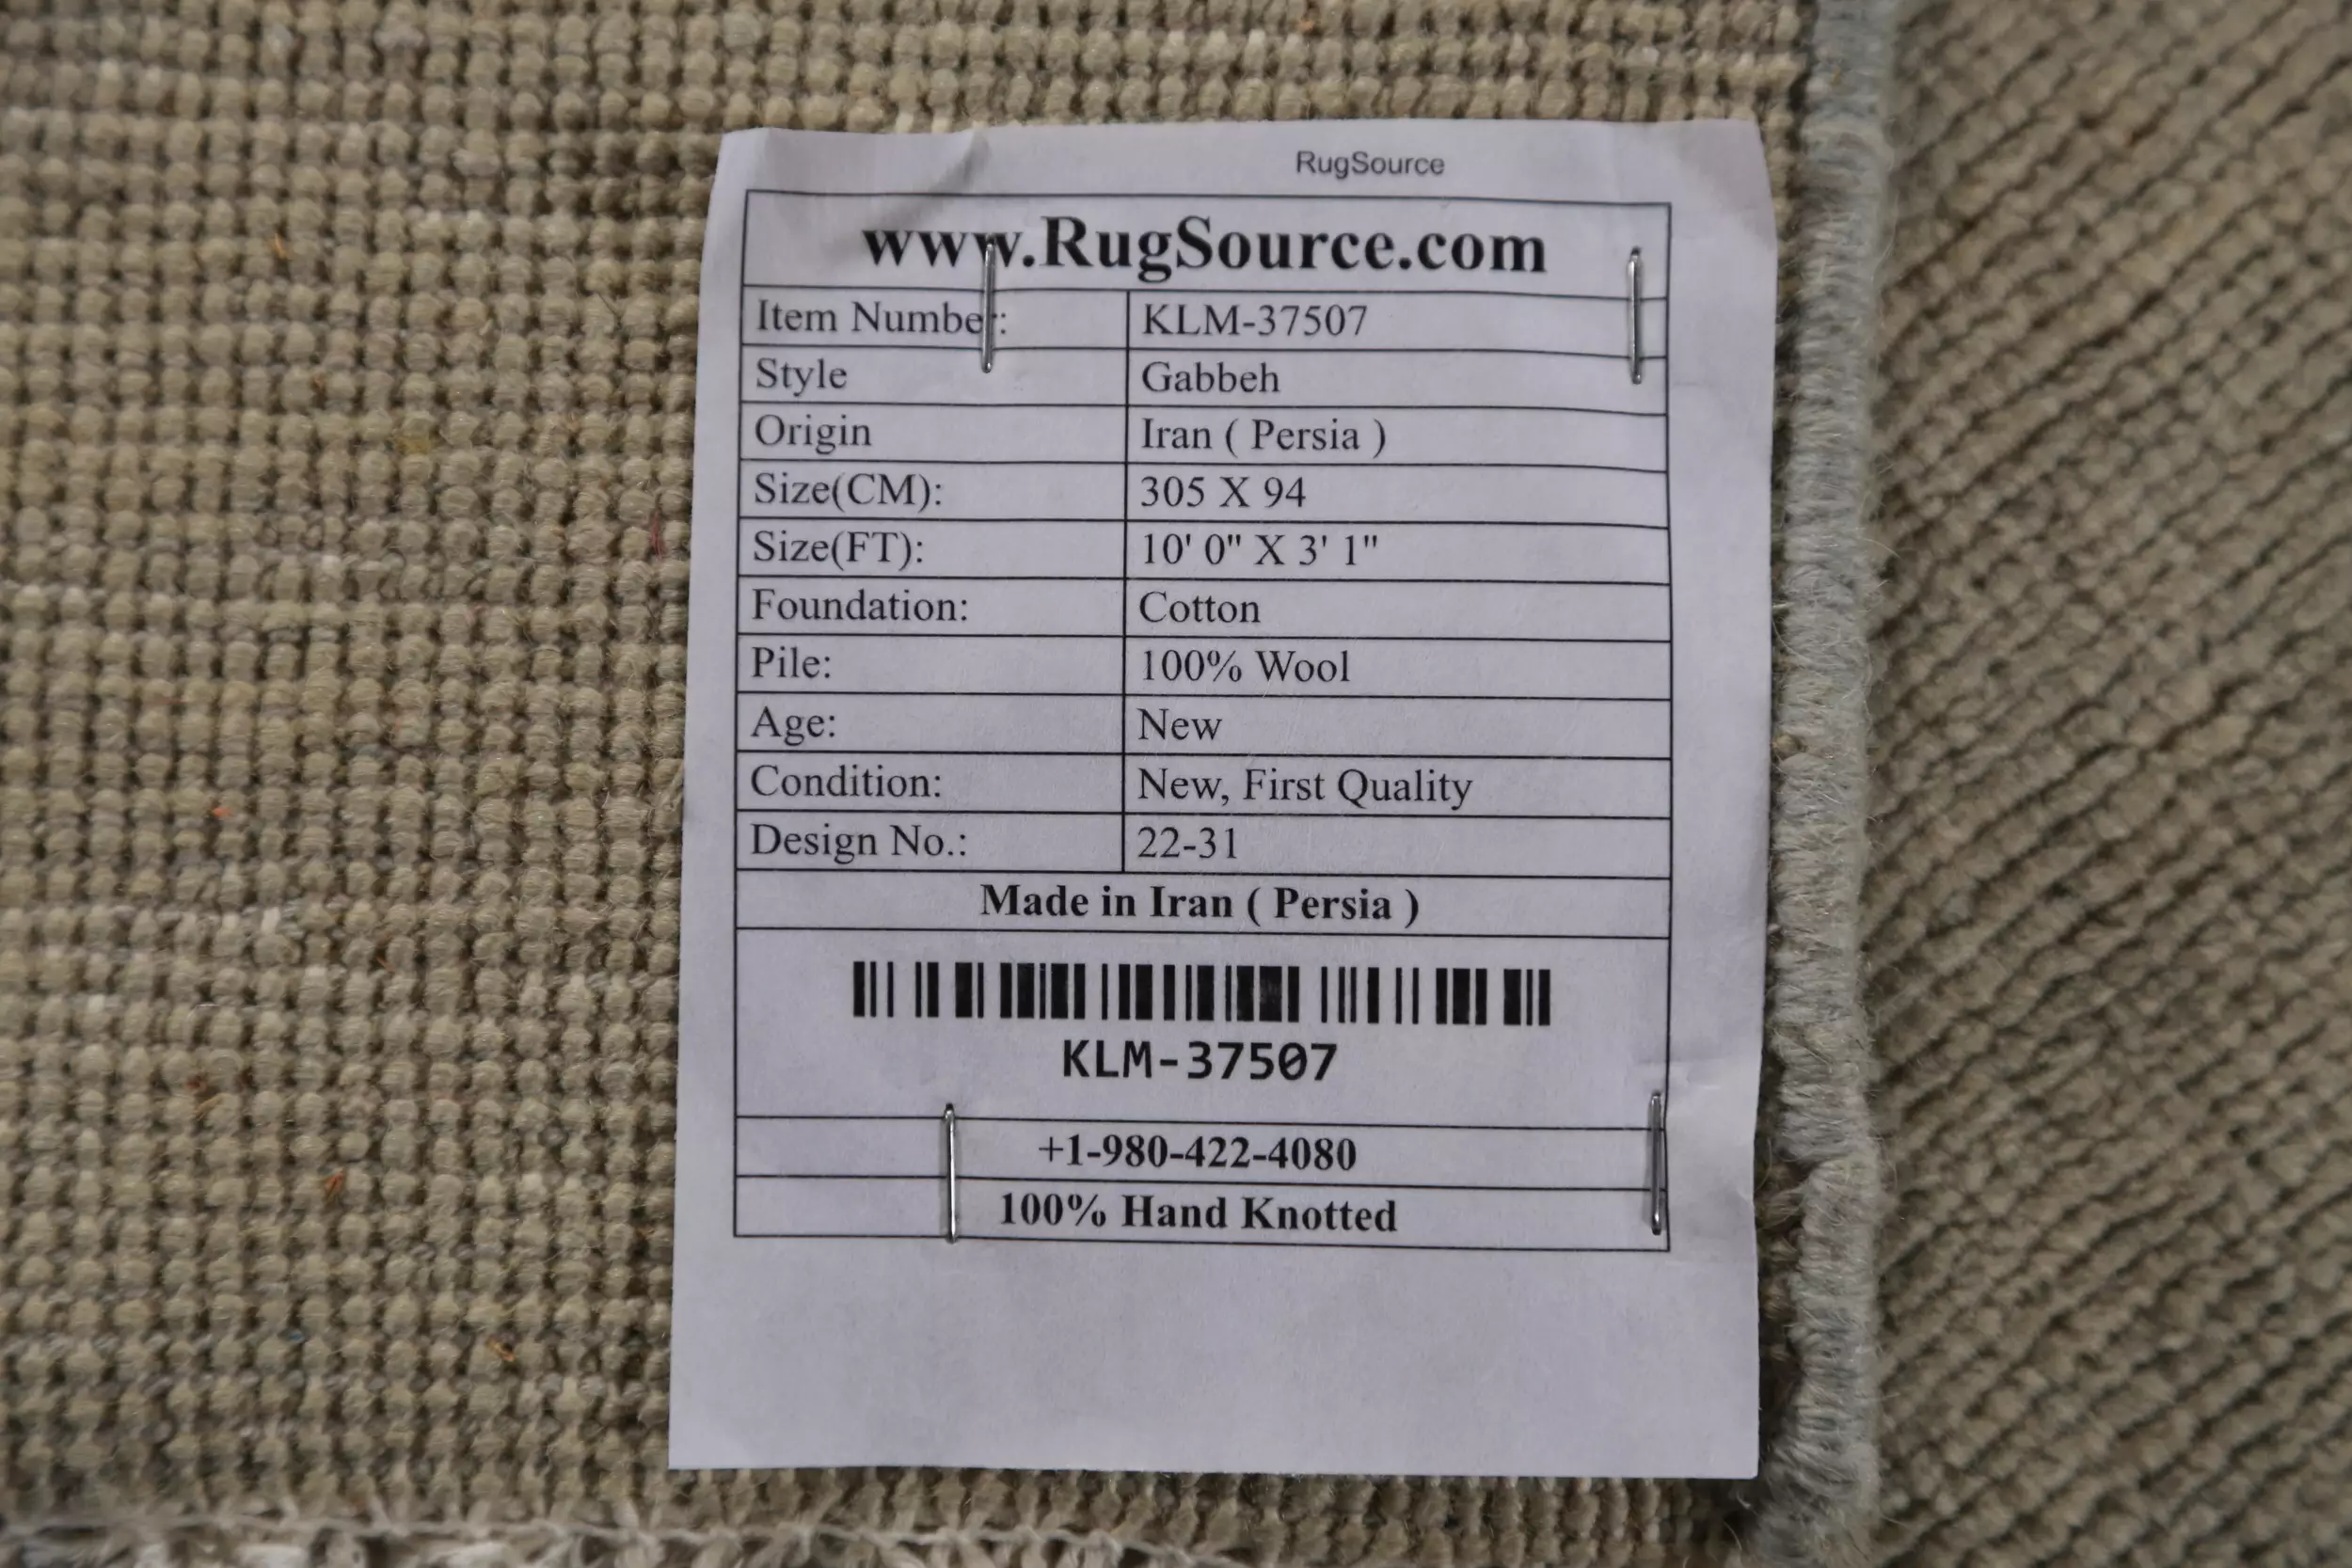 RugSource
www.RugSource.com
Item Number: KLM-37507
Style Gabbeh
Origin Iran ( Persia )
Size(CM): 305 X 94
Size(FT): 10' 0" X 3' 1"
Foundation: Cotton
Pile: 100% Wool
Age: New
Condition: New, First Quality
Design No.: 22-31
Made in Iran ( Persia )
KLM-37507
+1-980-422-4080
100% Hand Knotted